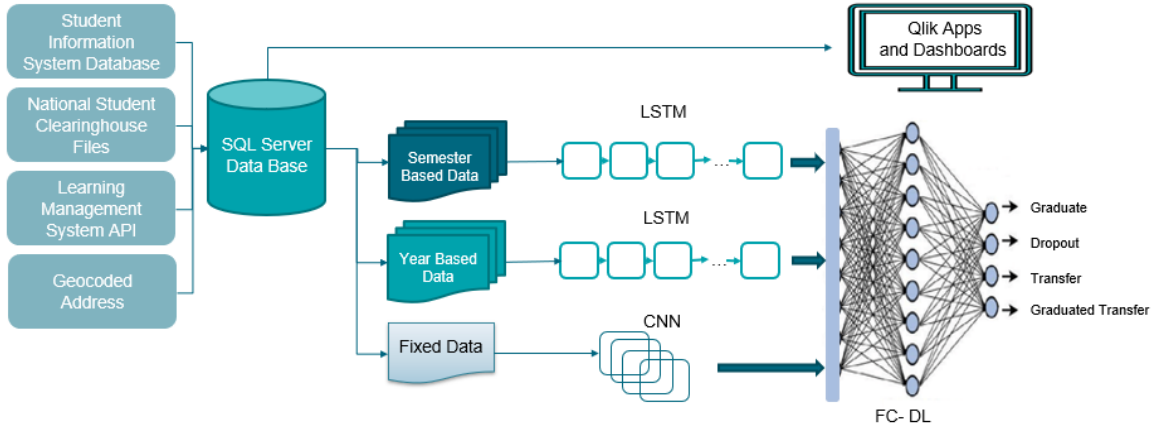 Student
Information
System Database
National Student
Clearinghouse
Files
Learning
Management
System API
Geocoded
Address
SQL Server
Data Base
Qlik Apps
and Dashboards
LSTM
Semester
Based Data
...
LSTM
Year Based
Data
...
CNN
Fixed Data
Graduate
Dropout
Transfer
Graduated Transfer
FC- DL